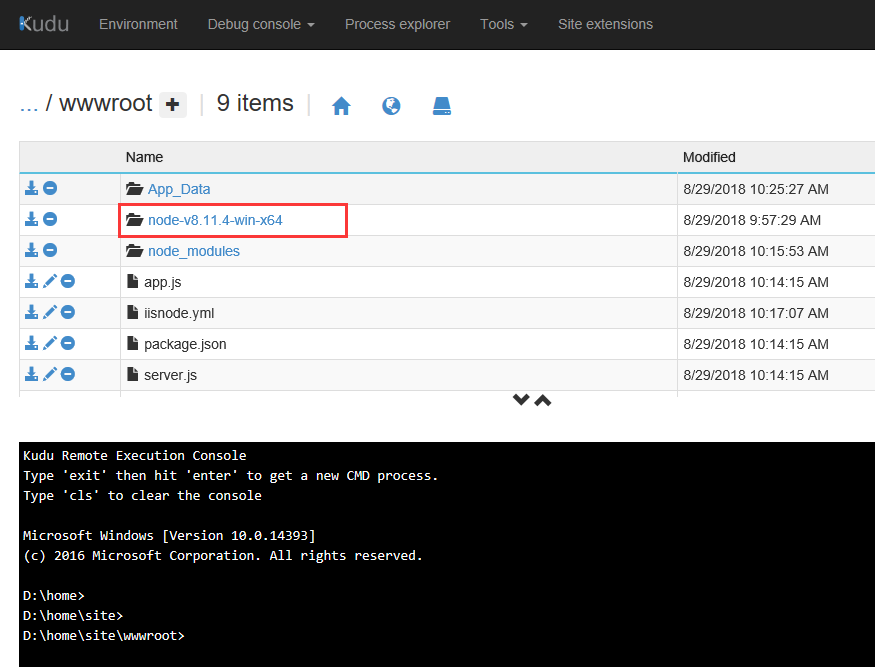 Kudu Environment Debug console Process explorer Tools Site extensions
... / wwwroot + | 9 items |
Name Modified
App_Data 8/29/2018 10:25:27 AM
node-v8.11.4-win-x64 8/29/2018 9:57:29 AM
node_modules 8/29/2018 10:15:53 AM
app.js 8/29/2018 10:14:15 AM
iisnode.yml 8/29/2018 10:17:07 AM
package.json 8/29/2018 10:14:15 AM
server.js 8/29/2018 10:14:15 AM
Kudu Remote Execution Console
Type 'exit' then hit 'enter' to get a new CMD process.
Type 'cls' to clear the console
Microsoft Windows [Version 10.0.14393]
(c) 2016 Microsoft Corporation. All rights reserved.
D:\home>
D:\home\site>
D:\home\site\wwwroot>